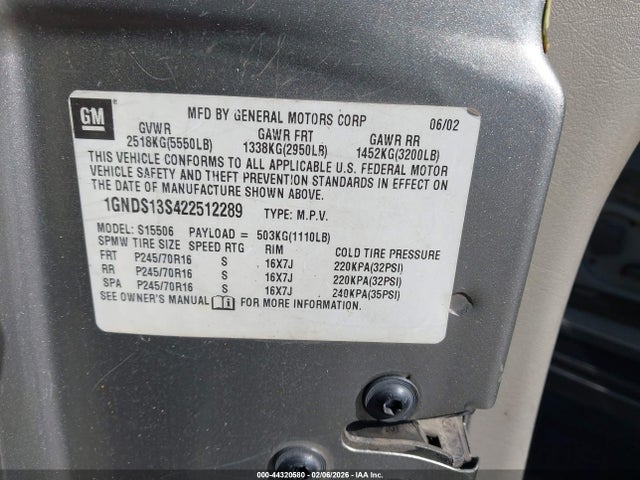 GM
MFD BY GENERAL MOTORS CORP 06/02
GVWR GAWR FRT GAWR RR
2518KG(5550LB) 1338KG(2950LB) 1452KG(3200LB)
THIS VEHICLE CONFORMS TO ALL APPLICABLE U.S. FEDERAL MOTOR
VEHICLE SAFETY AND THEFT PREVENTION STANDARDS IN EFFECT ON
THE DATE OF MANUFACTURE SHOWN ABOVE.
1GNDS13S422512289 TYPE: M.P.V.
MODEL: S15506 PAYLOAD = 503KG(1110LB)
SPMW TIRE SIZE SPEED RTG RIM COLD TIRE PRESSURE
FRT P245/70R16 S 16X7J 220KPA(32PSI)
RR P245/70R16 S 16X7J 220KPA(32PSI)
SPA P245/70R16 S 16X7J 240KPA(35PSI)
SEE OWNER'S MANUAL FOR MORE INFORMATION.
000-44320580 - 02/06/2026 - IAA Inc.